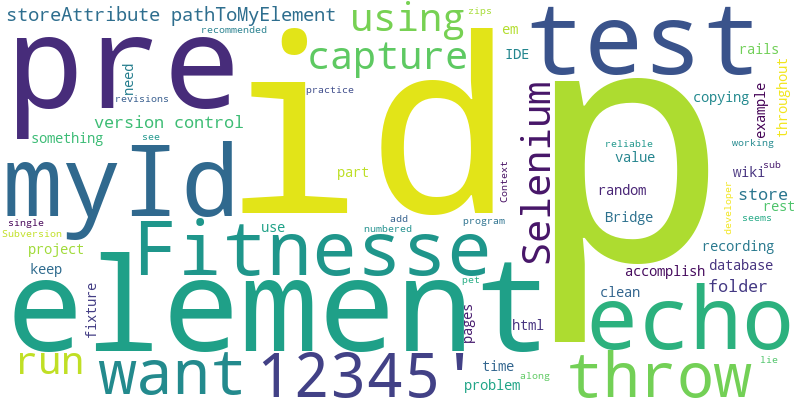 storeAttribute pathToMyElement
recommended
using
zips
em
test
rails
pre
id
p
capture
IDE
need
revisions
practice
version control
something
see
copying
example
throughout
Selenium
reliable
value
working
myId
part
Context
random
wiki
sub
store
rest
single
Subversion
Fitnesse
use
add
numbered
program
Bridge
developer
seems
project
keep
element
fixture
pet
pages
html
accomplish
clean
recording
database
folder
echo
run
want
12345'
time
problem
along
throw
lie